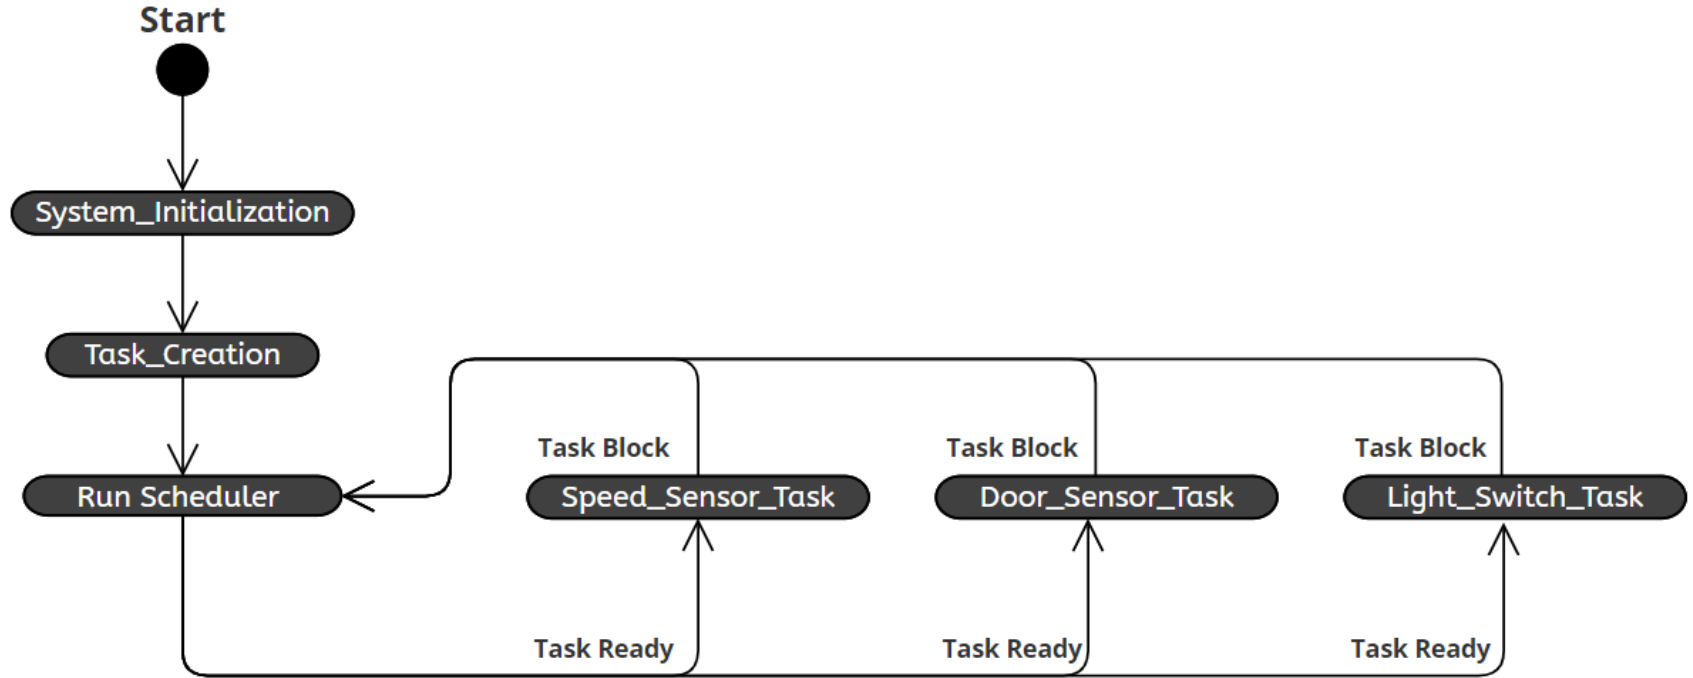 Start
System_Initialization
Task_Creation
Task Block
Task Block
Task Block
Run Scheduler
Speed_Sensor_Task
Door_Sensor_Task
Light_Switch_Task
Task Ready
Task Ready
Task Ready